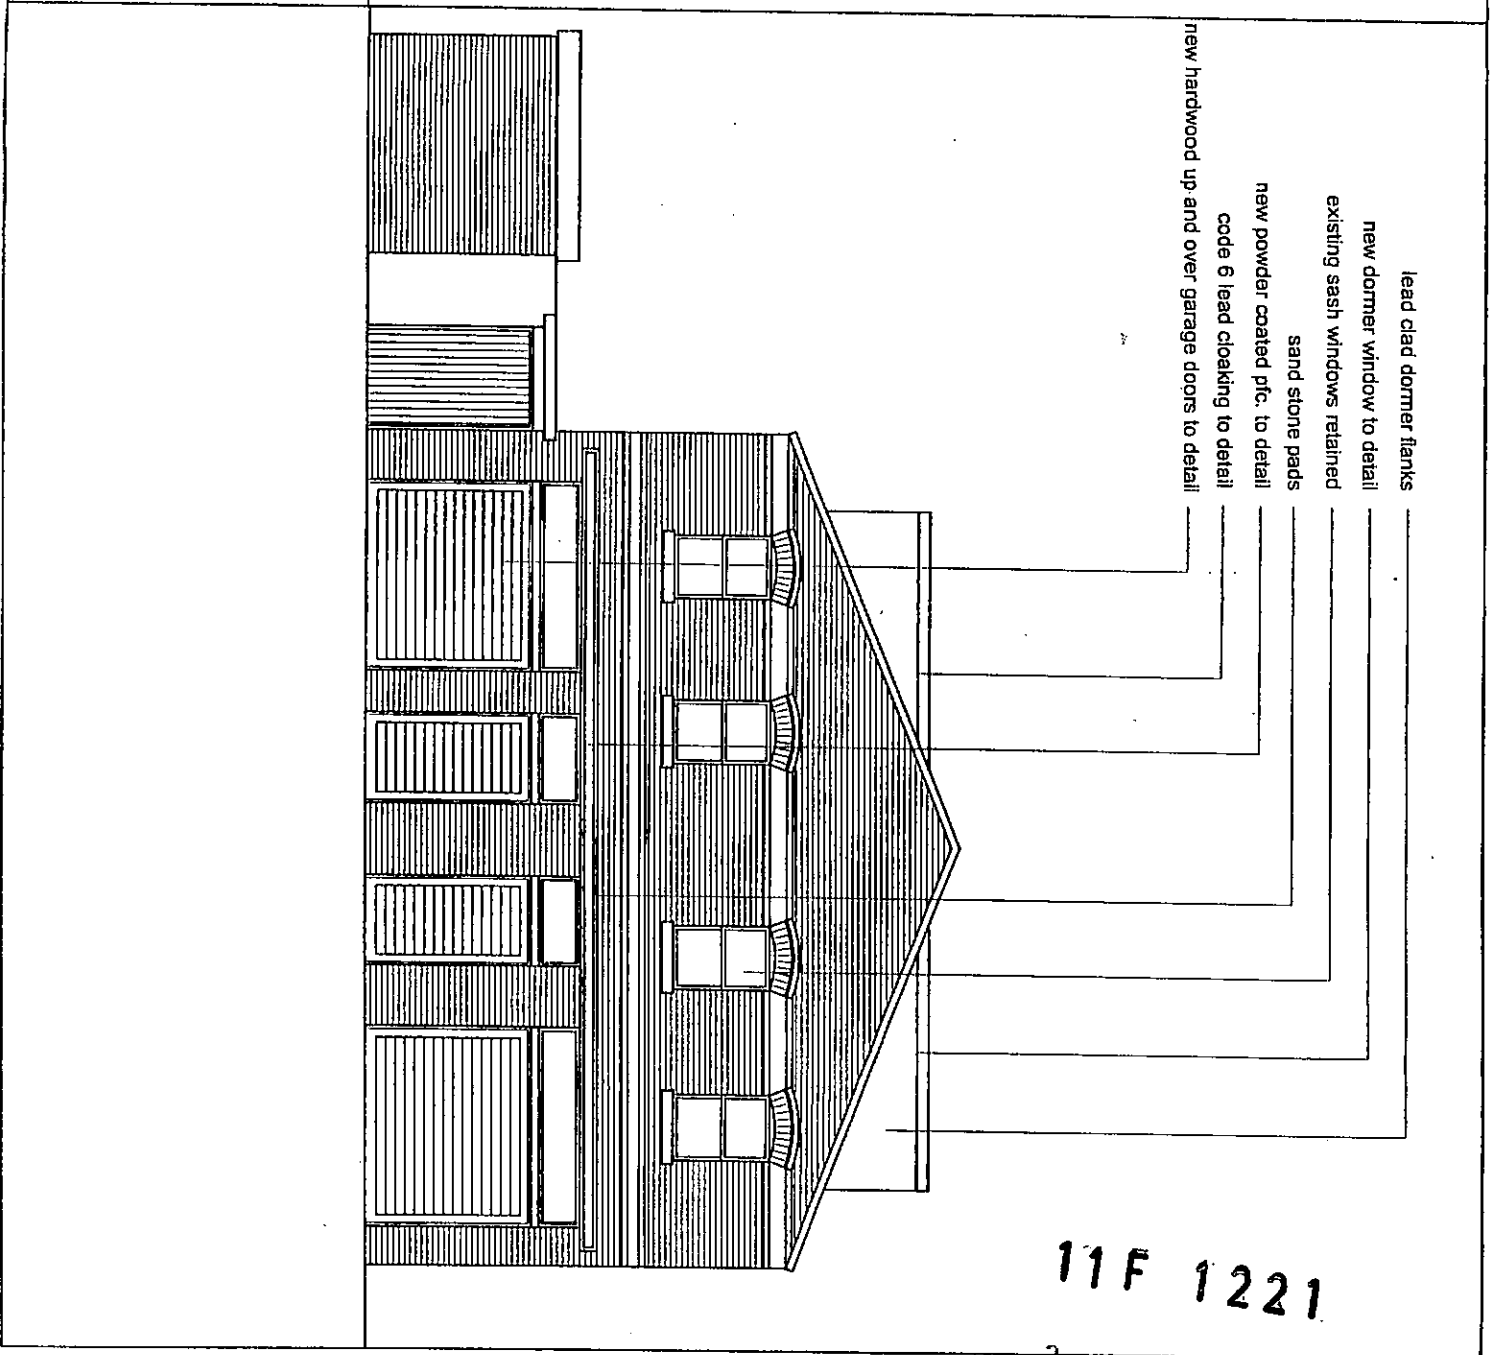 lead clad dormer flanks
new dormer window to detail
existing sash windows retained
sand stone pads
new powder coated pfc. to detail
code 6 lead cloaking to detail
new hardwood up and over garage doors to detail
11F 1221